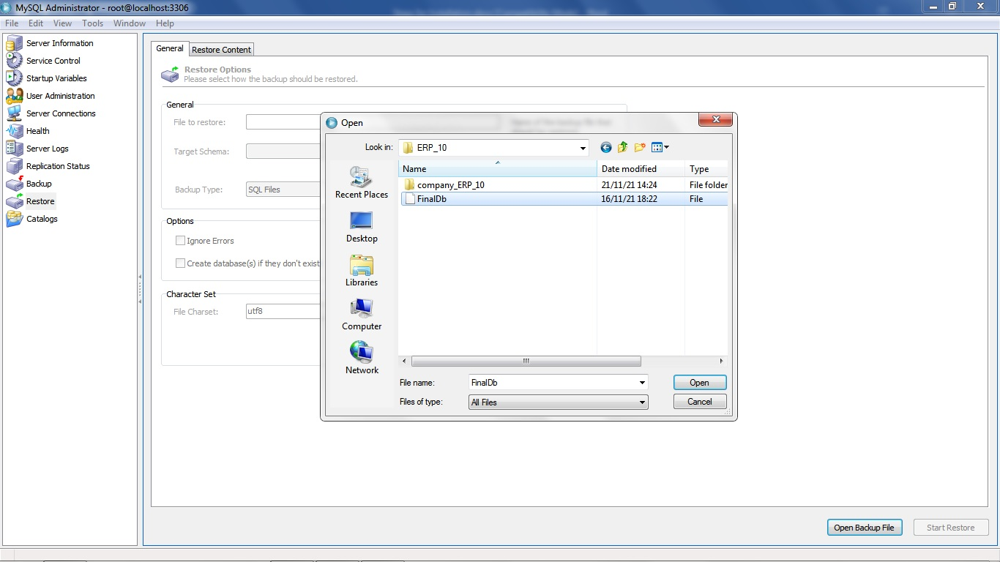 MySQL Administrator - root@localhost:3306
File Edit View Tools Window Help
Server Information
Service Control
Startup Variables
User Administration
Server Connections
Health
Server Logs
Replication Status
Backup
Restore
Catalogs
General Restore Content
Restore Options
Please select how the backup should be restored.
General
File to restore:
Target Schema:
Backup Type: SQL Files
Options
Ignore Errors
Create database(s) if they don't exist
Character Set
File Charset: utf8
Open
Look in: ERP_10
Recent Places
Desktop
Libraries
Computer
Network
Name Date modified Type
company_ERP_10 21/11/21 14:24 File folder
FinalDb 16/11/21 18:22 File
File name: FinalDb Open
Files of type: All Files Cancel
Open Backup File Start Restore